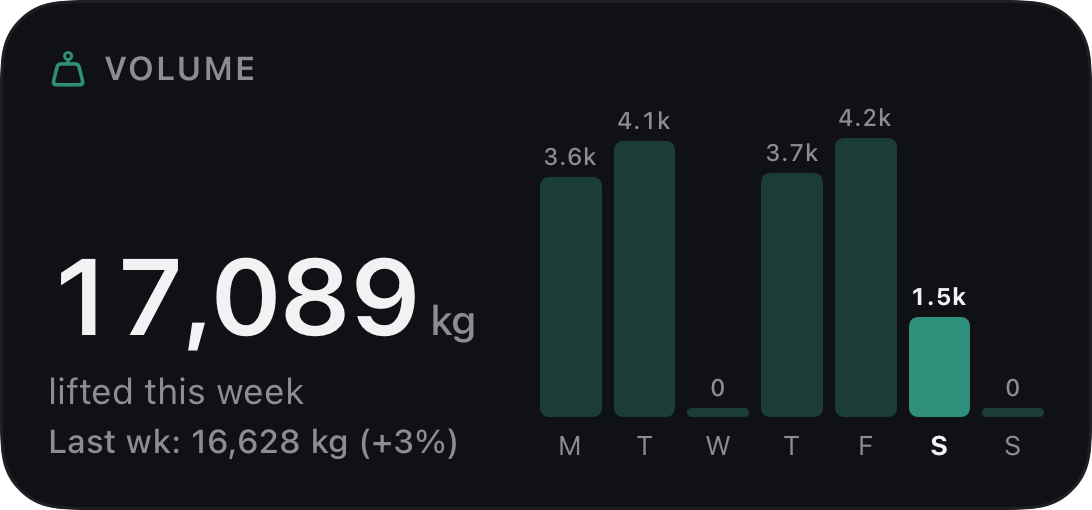 VOLUME
17,089 kg
lifted this week
Last wk: 16,628 kg (+3%)
3.6k 4.1k 0 3.7k 4.2k 1.5k 0
M T W T F S S